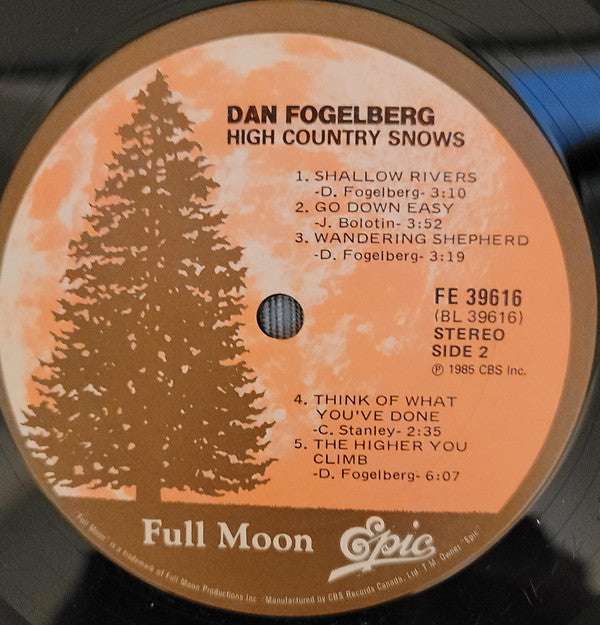 DAN FOGELBERG
HIGH COUNTRY SNOWS
1. SHALLOW RIVERS
-D. Fogelberg- 3:10
2. GO DOWN EASY
-J. Bolotin- 3:52
3. WANDERING SHEPHERD
-D. Fogelberg- 3:19
FE 39616
(BL 39616)
STEREO
SIDE 2
℗ 1985 CBS Inc.
4. THINK OF WHAT
YOU'VE DONE
-C. Stanley- 2:35
5. THE HIGHER YOU
CLIMB
-D. Fogelberg- 6:07
Full Moon Epic
"Full Moon" is a trademark of Full Moon Productions Inc. /Manufactured by CBS Records Canada, Ltd. T.M. Owner "Epic"